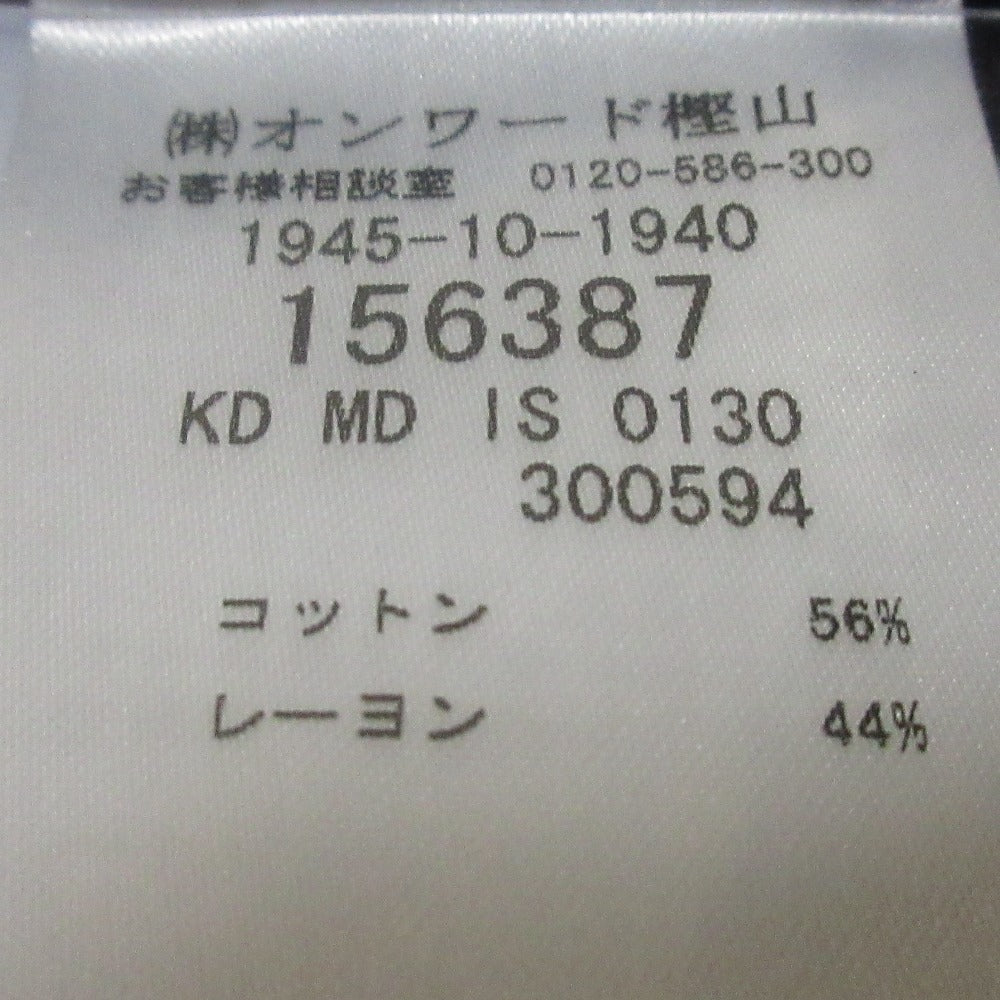 ㈱オンワード樫山
お客様相談室 0120-586-300
1945-10-1940
156387
KD MD IS 0130
300594
コットン 56%
レーヨン 44%